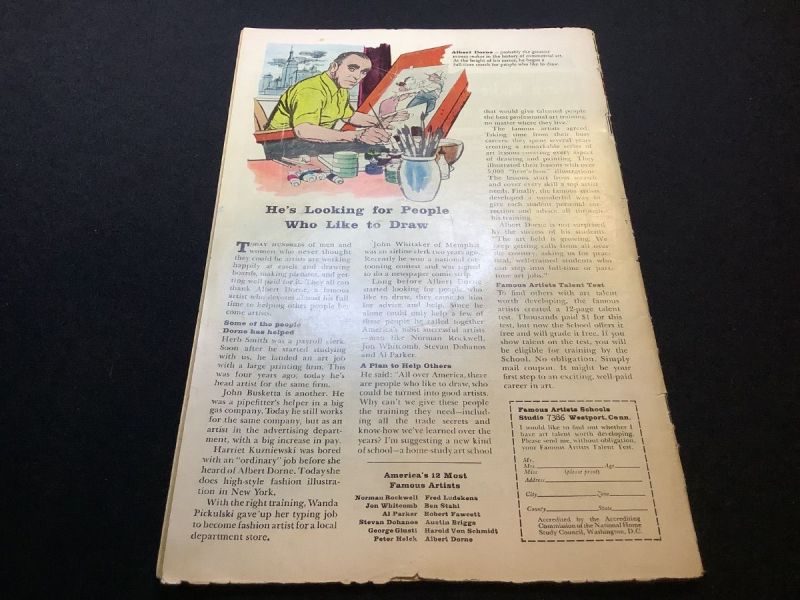 Albert Dorne — probably the greatest
money-maker in the history of commercial art.
At the height of his career, he began a
full-time search for people who like to draw.
He's Looking for People
Who Like to Draw
TODAY HUNDREDS of men and
women who never thought
they could be artists are working
happily at easels and drawing
boards, making pictures, and get-
ting well paid for it. They all can
thank Albert Dorne, a famous
artist who devotes almost his full
time to helping other people be-
come artists.
Some of the people
Dorne has helped
Herb Smith was a payroll clerk.
Soon after he started studying
with us, he landed an art job
with a large printing firm. This
was four years ago, today he's
head artist for the same firm.
John Busketta is another. He
was a pipefitter's helper in a big
gas company. Today he still works
for the same company, but as an
artist in the advertising depart-
ment, with a big increase in pay.
Harriet Kuzniewski was bored
with an "ordinary" job before she
heard of Albert Dorne. Today she
does high-style fashion illustra-
tion in New York.
With the right training, Wanda
Pickulski gave up her typing job
to become fashion artist for a local
department store.
John Whitaker of Memphis
was an airline clerk two years ago.
Recently he won a national car-
tooning contest and was signed
to do a newspaper comic strip.
Long before Albert Dorne
started looking for people who
like to draw, they came to him
for advice and help. Since he
alone could help only a few of
these people he called together
America's most successful artists
—men like Norman Rockwell,
Jon Whitcomb, Stevan Dohanos
and Al Parker.
A Plan to Help Others
He said: "All over America, there
are people who like to draw, who
could be turned into good artists.
Why can't we give these people
the training they need—includ-
ing all the trade secrets and
know-how we've learned over the
years? I'm suggesting a new kind
of school—a home-study art school
America's 12 Most
Famous Artists
Norman Rockwell Fred Ludekens
Jon Whitcomb Ben Stahl
Al Parker Robert Fawcett
Stevan Dohanos Austin Briggs
George Giusti Harold Von Schmidt
Peter Helck Albert Dorne
that would give talented people
the best professional art training,
no matter where they live."
The famous artists agreed.
Taking time from their busy
careers, they spent several years
creating a remarkable series of
art lessons covering every aspect
of drawing and painting. They
illustrated their lessons with over
5,000 "here's-how" illustrations.
The lessons start from scratch
and cover every skill a top artist
needs. Finally, the famous artists
developed a wonderful way to
give each student personal cor-
rection and advice all through
his training.
Albert Dorne is not surprised
by the success of his students.
"The art field is growing. We
keep getting calls from all over
the country, asking us for prac-
tical, well-trained students who
can step into full-time or part-
time art jobs."
Famous Artists Talent Test
To find others with art talent
worth developing, the famous
artists created a 12-page talent
test. Thousands paid $1 for this
test, but now the School offers it
free and will grade it free. If you
show talent on the test, you will
be eligible for training by the
School. No obligation. Simply
mail coupon. It might be your
first step to an exciting, well-paid
career in art.
Famous Artists Schools
Studio 7386 Westport, Conn.
I would like to find out whether I
have art talent worth developing.
Please send me, without obligation,
your Famous Artists Talent Test.
Mr.
Mrs. Age
Miss (please print)
Address
City Zone
County State
Accredited by the Accrediting
Commission of the National Home
Study Council, Washington, D.C.